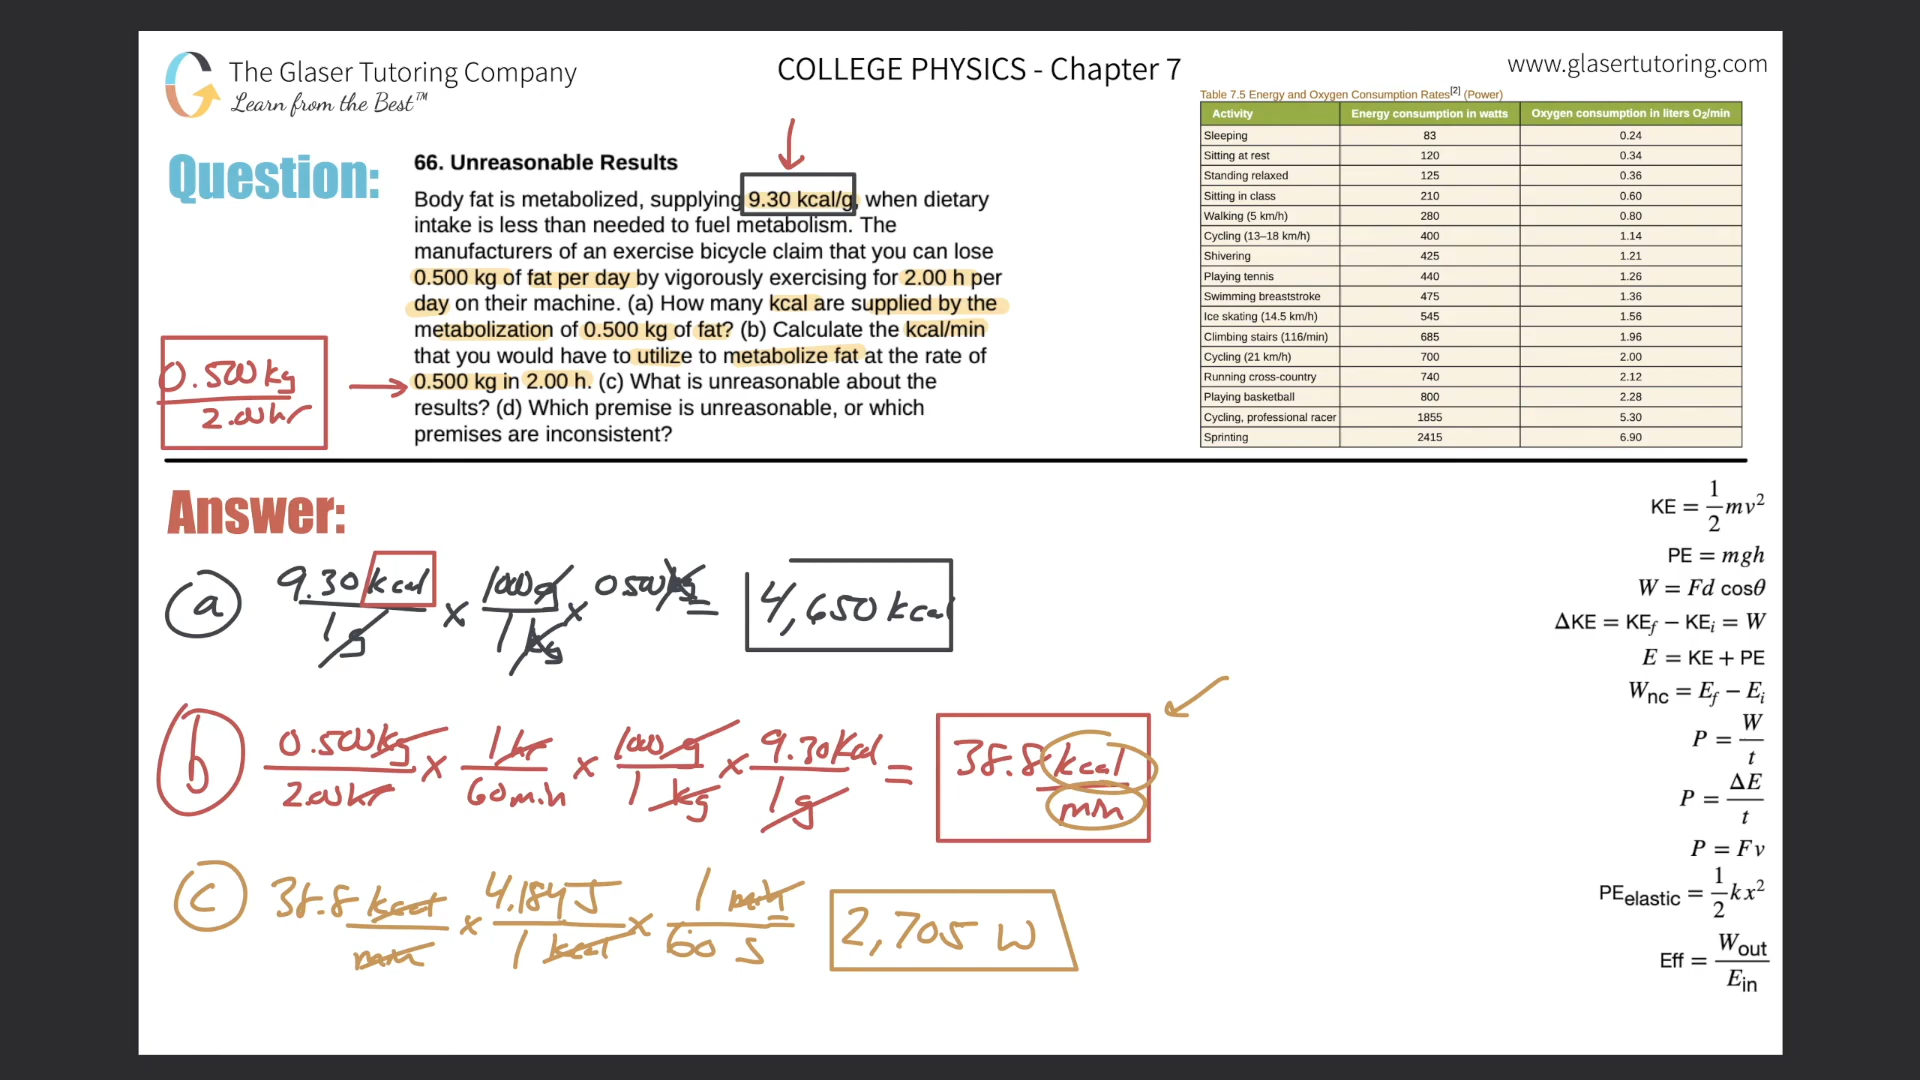 The Glaser Tutoring Company
Learn from the Best™
COLLEGE PHYSICS - Chapter 7
www.glasertutoring.com
Question:
66. Unreasonable Results
Body fat is metabolized, supplying 9.30 kcal/g, when dietary
intake is less than needed to fuel metabolism. The
manufacturers of an exercise bicycle claim that you can lose
0.500 kg of fat per day by vigorously exercising for 2.00 h per
day on their machine. (a) How many kcal are supplied by the
metabolization of 0.500 kg of fat? (b) Calculate the kcal/min
that you would have to utilize to metabolize fat at the rate of
0.500 kg in 2.00 h. (c) What is unreasonable about the
results? (d) Which premise is unreasonable, or which
premises are inconsistent?
0.500 kg
2.00 hr
Table 7.5 Energy and Oxygen Consumption Rates[2] (Power)
Activity Energy consumption in watts Oxygen consumption in liters O2/min
Sleeping 83 0.24
Sitting at rest 120 0.34
Standing relaxed 125 0.36
Sitting in class 210 0.60
Walking (5 km/h) 280 0.80
Cycling (13–18 km/h) 400 1.14
Shivering 425 1.21
Playing tennis 440 1.26
Swimming breaststroke 475 1.36
Ice skating (14.5 km/h) 545 1.56
Climbing stairs (116/min) 685 1.96
Cycling (21 km/h) 700 2.00
Running cross-country 740 2.12
Playing basketball 800 2.28
Cycling, professional racer 1855 5.30
Sprinting 2415 6.90
Answer:
a 9.30 kcal / 1 g × 1000 g / 1 kg × 0.500 kg = 4,650 kcal
b 0.500 kg / 2.00 hr × 1 hr / 60 min × 1000 g / 1 kg × 9.30 kcal / 1 g = 38.8 kcal / min
c 38.8 kcal / min × 4.184 J / 1 kcal × 1 min / 60 s = 2,705 W
KE = 1/2 mv²
PE = mgh
W = Fd cosθ
ΔKE = KEf − KEi = W
E = KE + PE
Wnc = Ef − Ei
P = W/t
P = ΔE/t
P = Fv
PEelastic = 1/2 kx²
Eff = Wout/Ein